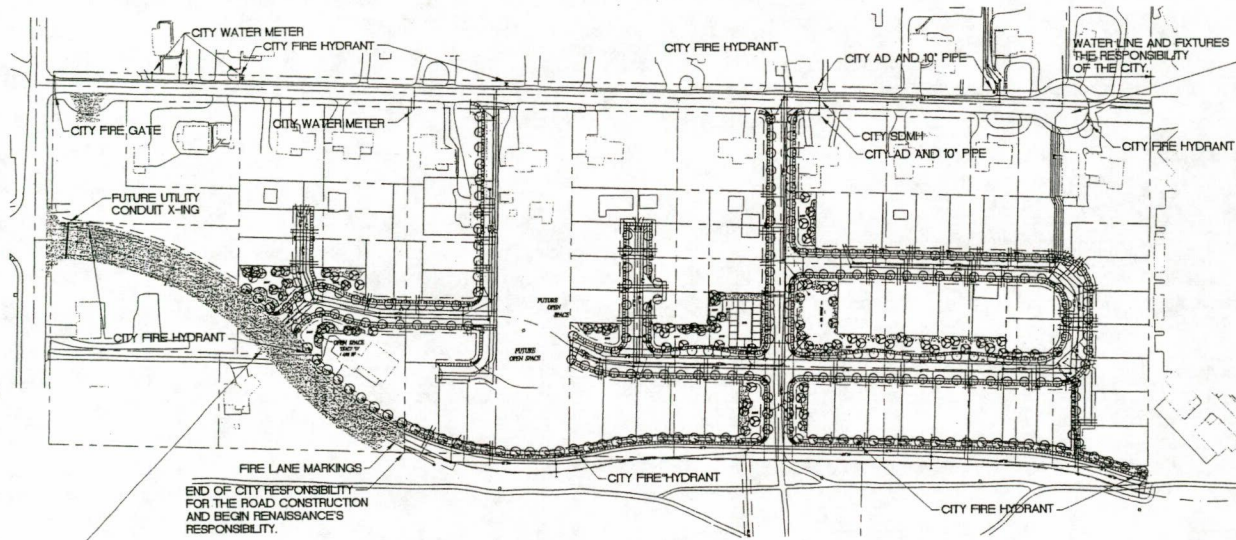 CITY WATER METER
CITY FIRE HYDRANT
CITY FIRE HYDRANT
CITY AD AND 10" PIPE
WATER LINE AND FIXTURES
THE RESPONSIBILITY
OF THE CITY.
CITY FIRE GATE
CITY WATER METER
CITY SDMH
CITY AD AND 10" PIPE
CITY FIRE HYDRANT
FUTURE UTILITY
CONDUIT X-ING
FUTURE
OPEN
SPACE
CITY FIRE HYDRANT
OPEN SPACE
FUTURE
OPEN SPACE
FIRE LANE MARKINGS
CITY FIRE HYDRANT
END OF CITY RESPONSIBILITY
FOR THE ROAD CONSTRUCTION
AND BEGIN RENAISSANCE'S
RESPONSIBILITY.
CITY FIRE HYDRANT